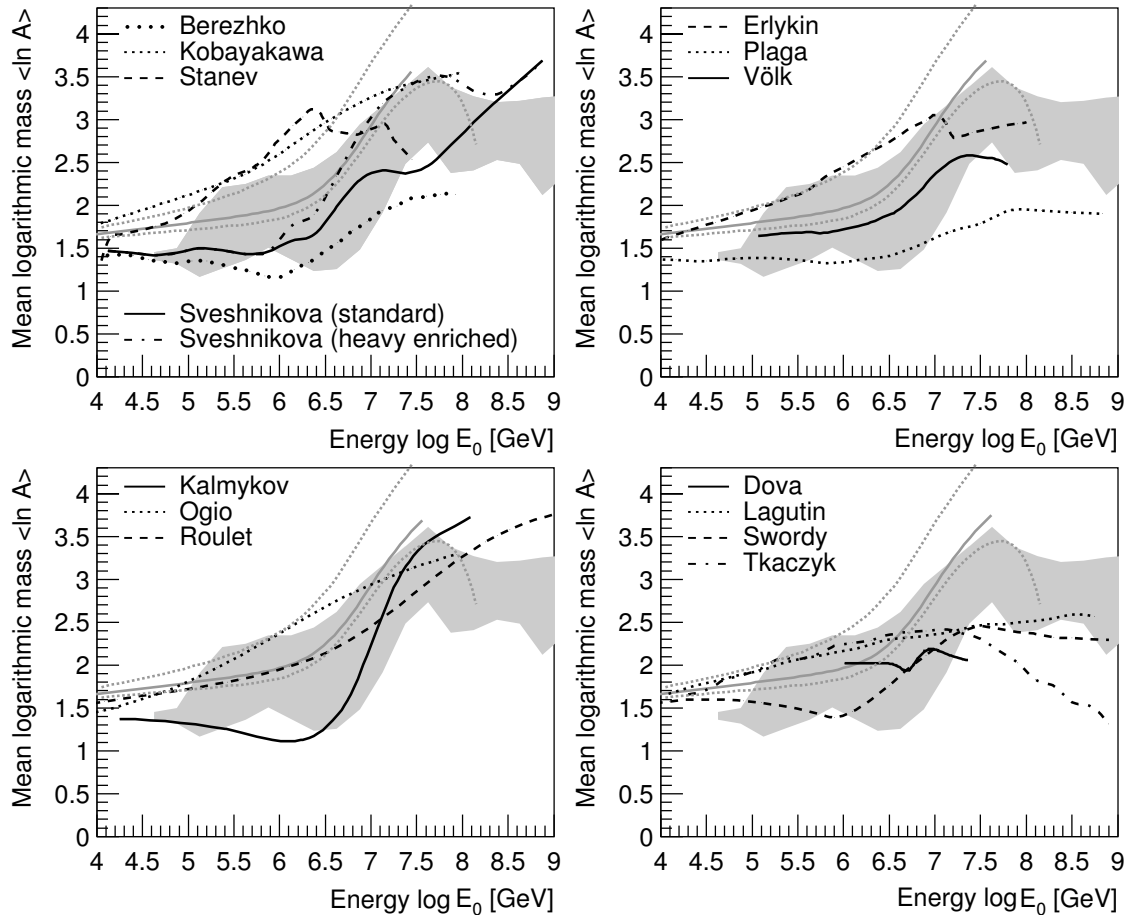 Mean logarithmic mass <ln A>
4
3.5
3
2.5
2
1.5
1
0.5
0
Berezhko
Kobayakawa
Stanev
Sveshnikova (standard)
Sveshnikova (heavy enriched)
4 4.5 5 5.5 6 6.5 7 7.5 8 8.5 9
Energy log E0 [GeV]
Mean logarithmic mass <ln A>
4
3.5
3
2.5
2
1.5
1
0.5
0
Erlykin
Plaga
Völk
4 4.5 5 5.5 6 6.5 7 7.5 8 8.5 9
Energy log E0 [GeV]
Mean logarithmic mass <ln A>
4
3.5
3
2.5
2
1.5
1
0.5
0
Kalmykov
Ogio
Roulet
4 4.5 5 5.5 6 6.5 7 7.5 8 8.5 9
Energy log E0 [GeV]
Mean logarithmic mass <ln A>
4
3.5
3
2.5
2
1.5
1
0.5
0
Dova
Lagutin
Swordy
Tkaczyk
4 4.5 5 5.5 6 6.5 7 7.5 8 8.5 9
Energy log E0 [GeV]